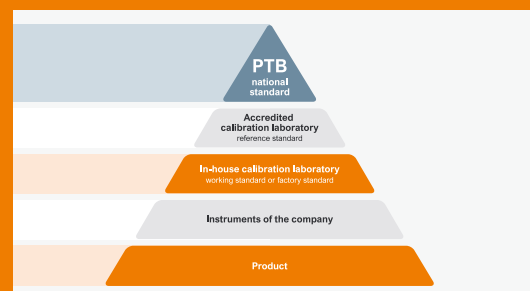 PTB
national
standard
Accredited
calibration laboratory
reference standard
In-house calibration laboratory
working standard or factory standard
Instruments of the company
Product